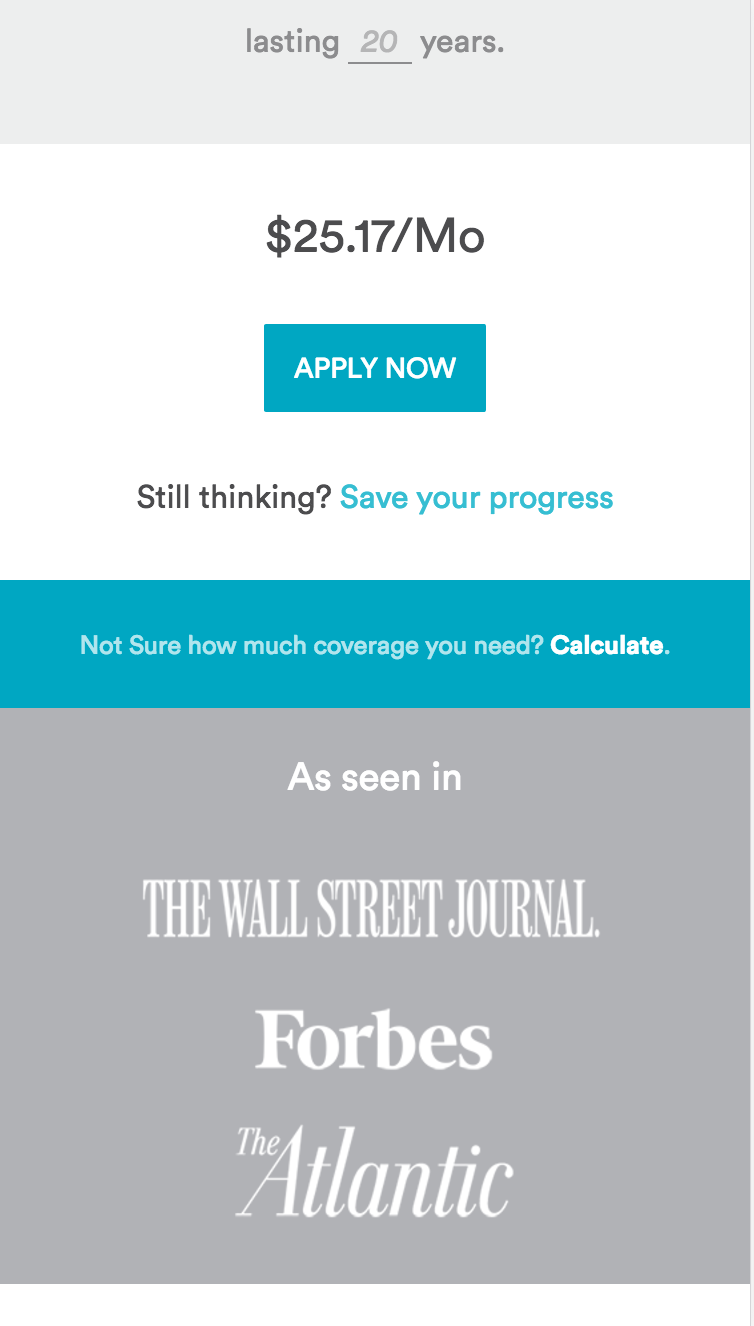 lasting 20 years.
$25.17/Mo
APPLY NOW
Still thinking? Save your progress
Not Sure how much coverage you need? Calculate.
As seen in
THE WALL STREET JOURNAL.
Forbes
The Atlantic